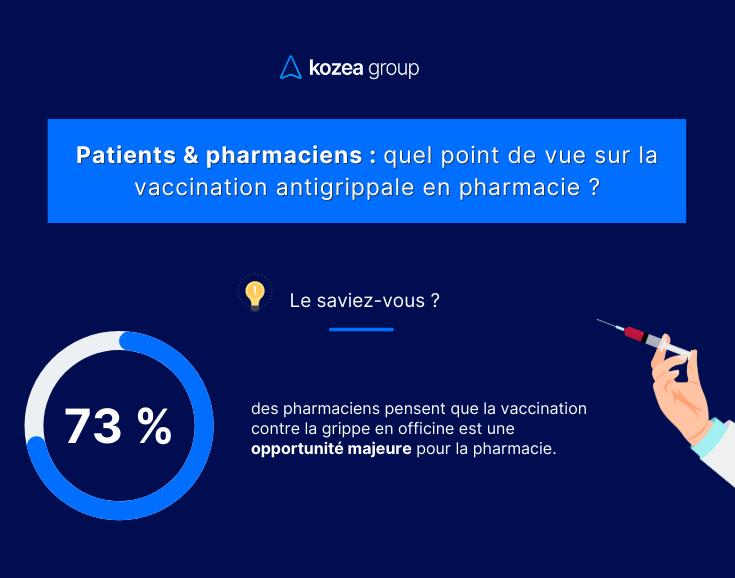 kozea group
Patients & pharmaciens : quel point de vue sur la
vaccination antigrippale en pharmacie ?
Le saviez-vous ?
73 %
des pharmaciens pensent que la vaccination
contre la grippe en officine est une
opportunité majeure pour la pharmacie.